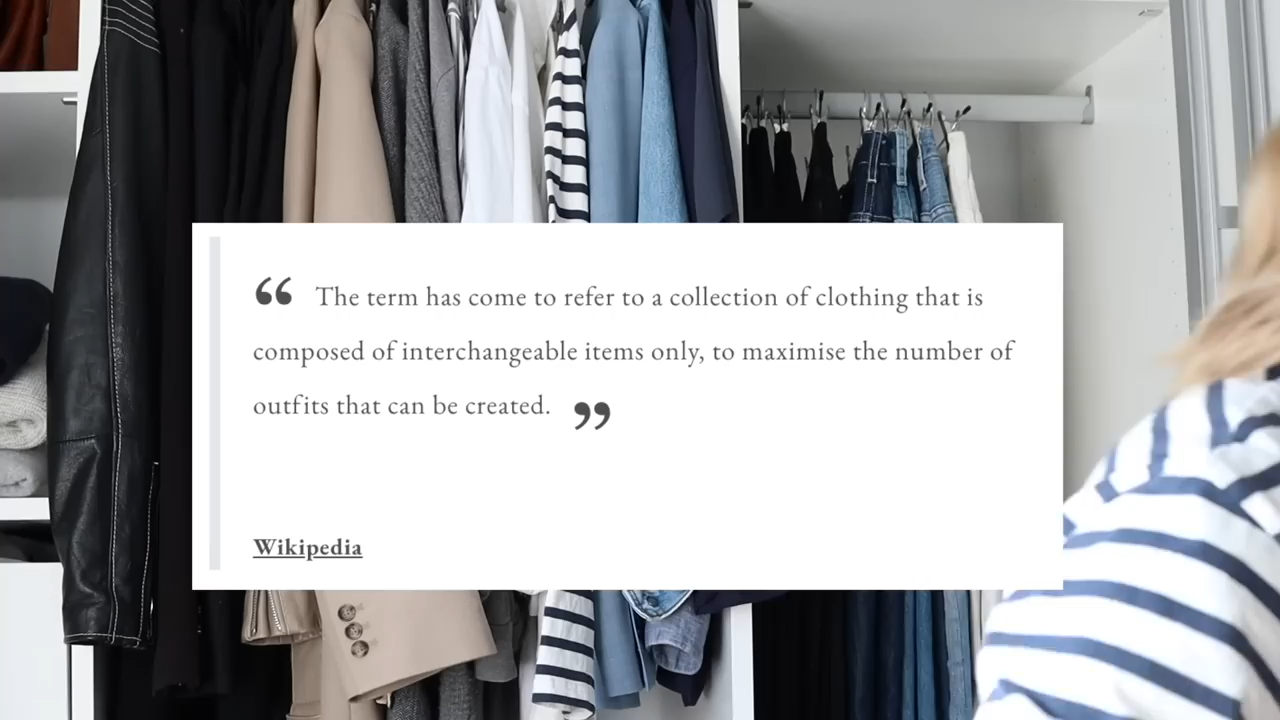 “ The term has come to refer to a collection of clothing that is
composed of interchangeable items only, to maximise the number of
outfits that can be created. ”
Wikipedia